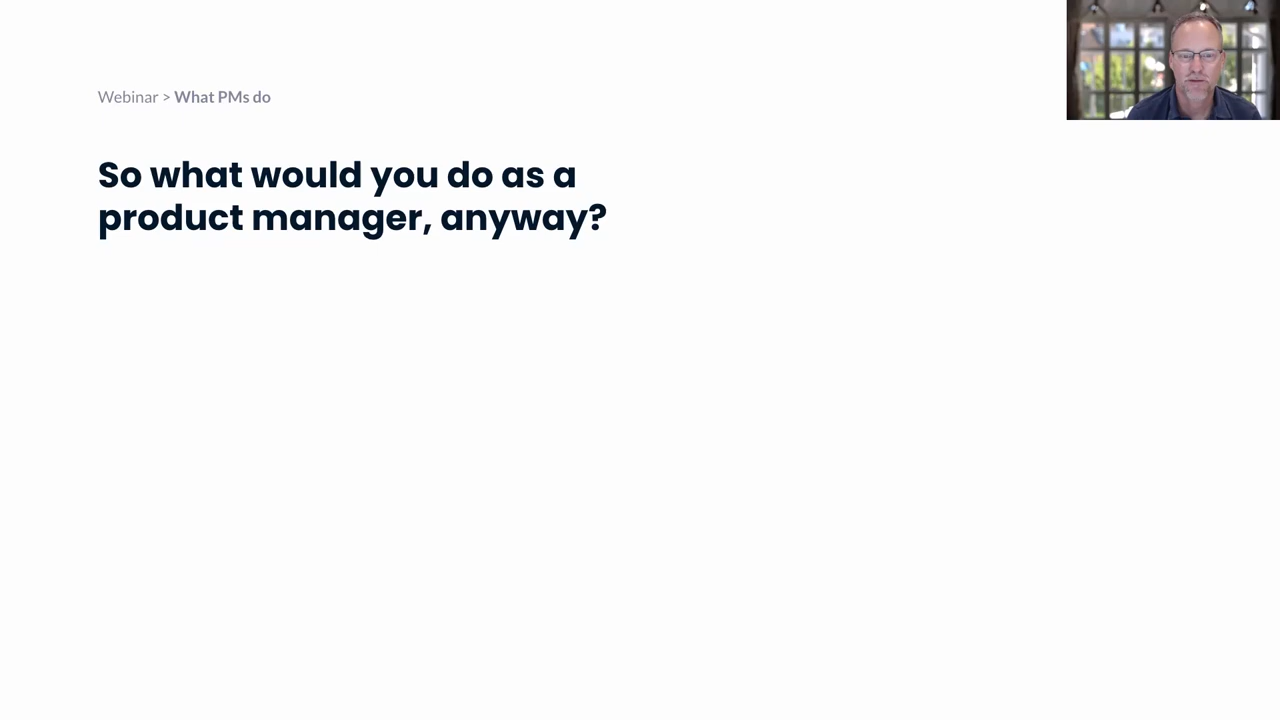 Webinar > What PMs do
So what would you do as a
product manager, anyway?